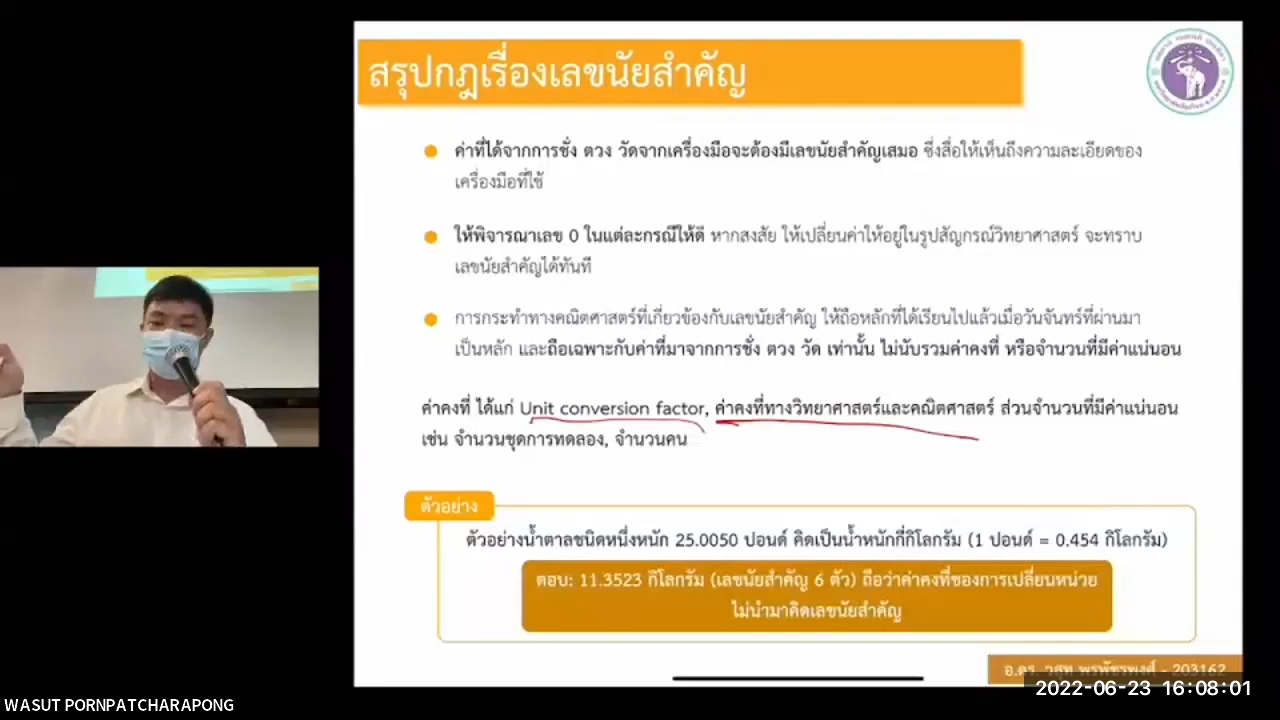 สรุปกฎเรื่องเลขนัยสำคัญ
ค่าที่ได้จากการชั่ง ตวง วัดจากเครื่องมือจะต้องมีเลขนัยสำคัญเสมอ ซึ่งสื่อให้เห็นถึงความละเอียดของ
เครื่องมือที่ใช้
ให้พิจารณาเลข 0 ในแต่ละกรณีให้ดี หากสงสัย ให้เปลี่ยนค่าให้อยู่ในรูปสัญกรณ์วิทยาศาสตร์ จะทราบ
เลขนัยสำคัญได้ทันที
การกระทำทางคณิตศาสตร์ที่เกี่ยวข้องกับเลขนัยสำคัญ ให้ถือหลักที่ได้เรียนไปแล้วเมื่อวันจันทร์ที่ผ่านมา
เป็นหลัก และถือเฉพาะกับค่าที่มาจากการชั่ง ตวง วัด เท่านั้น ไม่นับรวมค่าคงที่ หรือจำนวนที่มีค่าแน่นอน
ค่าคงที่ ได้แก่ Unit conversion factor, ค่าคงที่ทางวิทยาศาสตร์และคณิตศาสตร์ ส่วนจำนวนที่มีค่าแน่นอน
เช่น จำนวนชุดการทดลอง, จำนวนคน
ตัวอย่าง
ตัวอย่างน้ำตาลชนิดหนึ่งหนัก 25.0050 ปอนด์ คิดเป็นน้ำหนักกี่กิโลกรัม (1 ปอนด์ = 0.454 กิโลกรัม)
ตอบ: 11.3523 กิโลกรัม (เลขนัยสำคัญ 6 ตัว) ถือว่าค่าคงที่ของการเปลี่ยนหน่วย
ไม่นำมาคิดเลขนัยสำคัญ
อ.ดร. วสุท พรพัชรพงศ์ - 203162
2022-06-23 16:08:01
WASUT PORNPATCHARAPONG